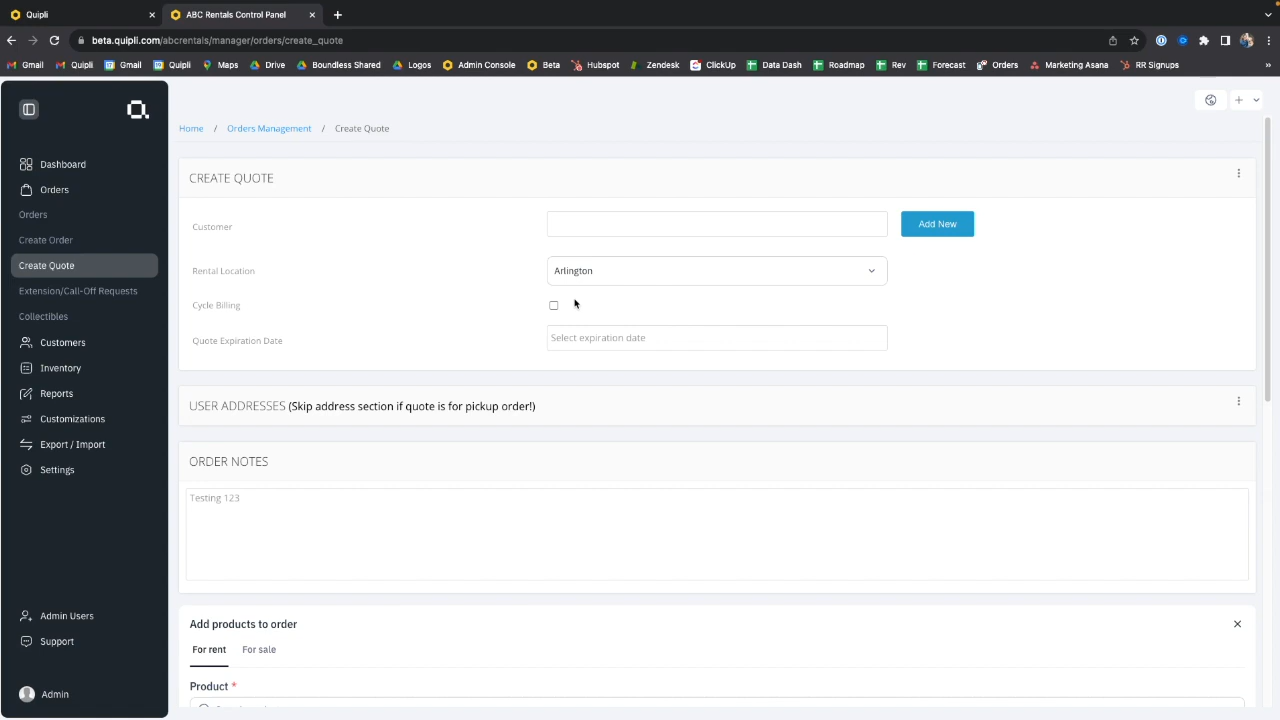 Quipli
ABC Rentals Control Panel
beta.quipli.com/abcrentals/manager/orders/create_quote
Gmail Quipli Gmail Quipli Maps Drive Boundless Shared Logos Admin Console Beta Hubspot Zendesk ClickUp Data Dash Roadmap Rev Forecast Orders Marketing Asana RR Signups »
Home / Orders Management / Create Quote
Dashboard
Orders
Orders
Create Order
Create Quote
Extension/Call-Off Requests
Collectibles
Customers
Inventory
Reports
Customizations
Export / Import
Settings
Admin Users
Support
Admin
CREATE QUOTE
Customer
Add New
Rental Location
Arlington
Cycle Billing
Quote Expiration Date
Select expiration date
USER ADDRESSES (Skip address section if quote is for pickup order!)
ORDER NOTES
Testing 123
Add products to order
For rent For sale
Product *